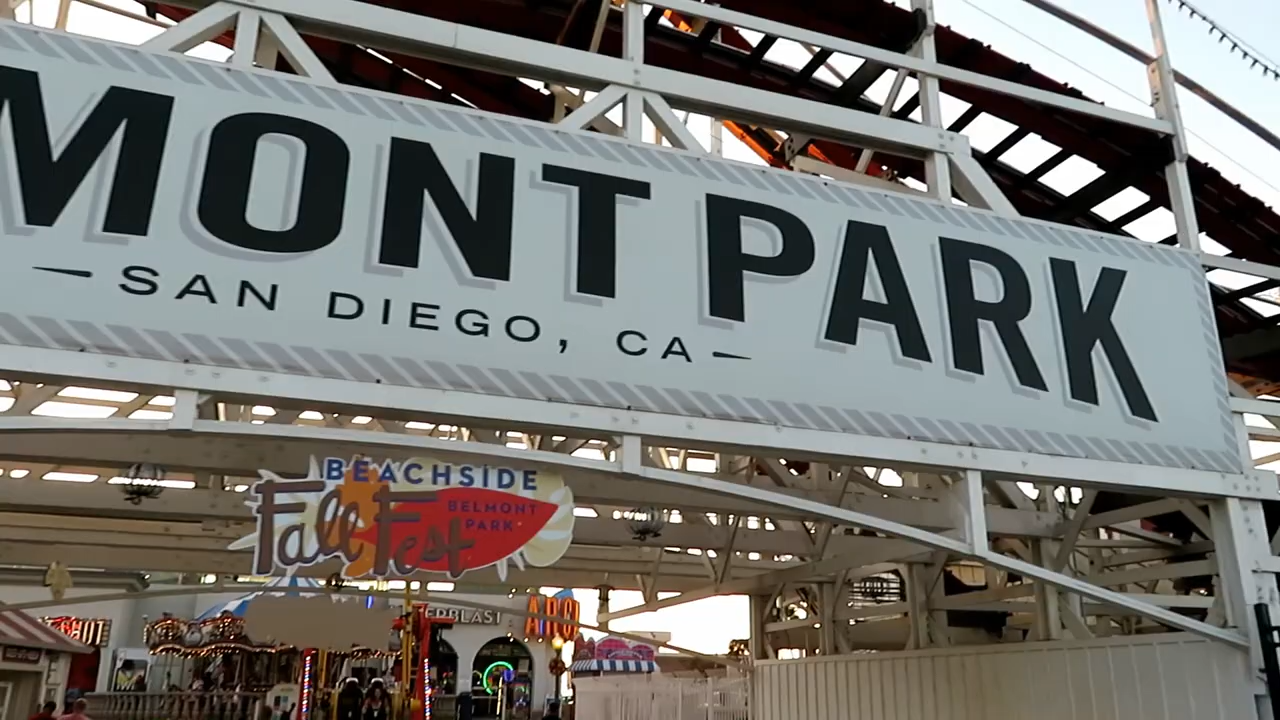 MONT PARK
SAN DIEGO, CA
BEACHSIDE
Fall Fest
BELMONT
PARK